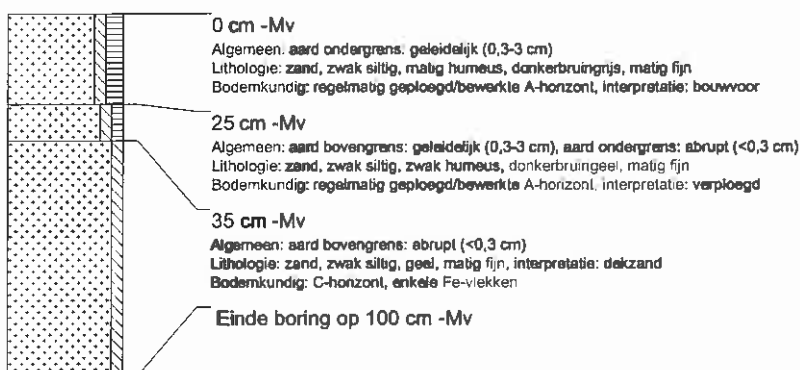 0 cm -Mv
Algemeen: aard ondergrens: geleidelijk (0,3-3 cm)
Lithologie: zand, zwak siltig, matig humeus, donkerbruingrijs, matig fijn
Bodemkundig: regelmatig geploegd/bewerkte A-horizont, interpretatie: bouwvoor
25 cm -Mv
Algemeen: aard bovengrens: geleidelijk (0,3-3 cm), aard ondergrens: abrupt (<0,3 cm)
Lithologie: zand, zwak siltig, zwak humeus, donkerbruingeel, matig fijn
Bodemkundig: regelmatig geploegd/bewerkte A-horizont, interpretatie: verploegd
35 cm -Mv
Algemeen: aard bovengrens: abrupt (<0,3 cm)
Lithologie: zand, zwak siltig, geel, matig fijn, interpretatie: dekzand
Bodemkundig: C-horizont, enkele Fe-vlekken
Einde boring op 100 cm -Mv